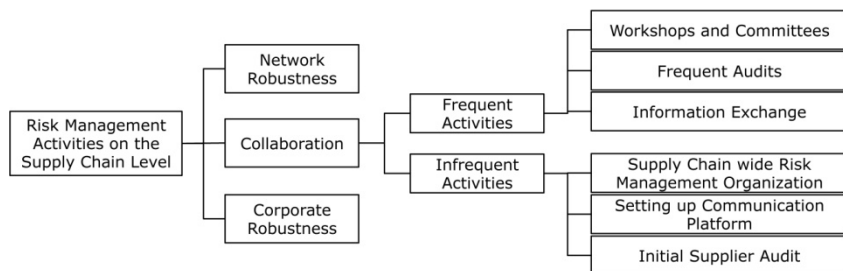 Risk Management
Activities on the
Supply Chain Level
Network
Robustness
Collaboration
Corporate
Robustness
Frequent
Activities
Infrequent
Activities
Workshops and Committees
Frequent Audits
Information Exchange
Supply Chain wide Risk
Management Organization
Setting up Communication
Platform
Initial Supplier Audit